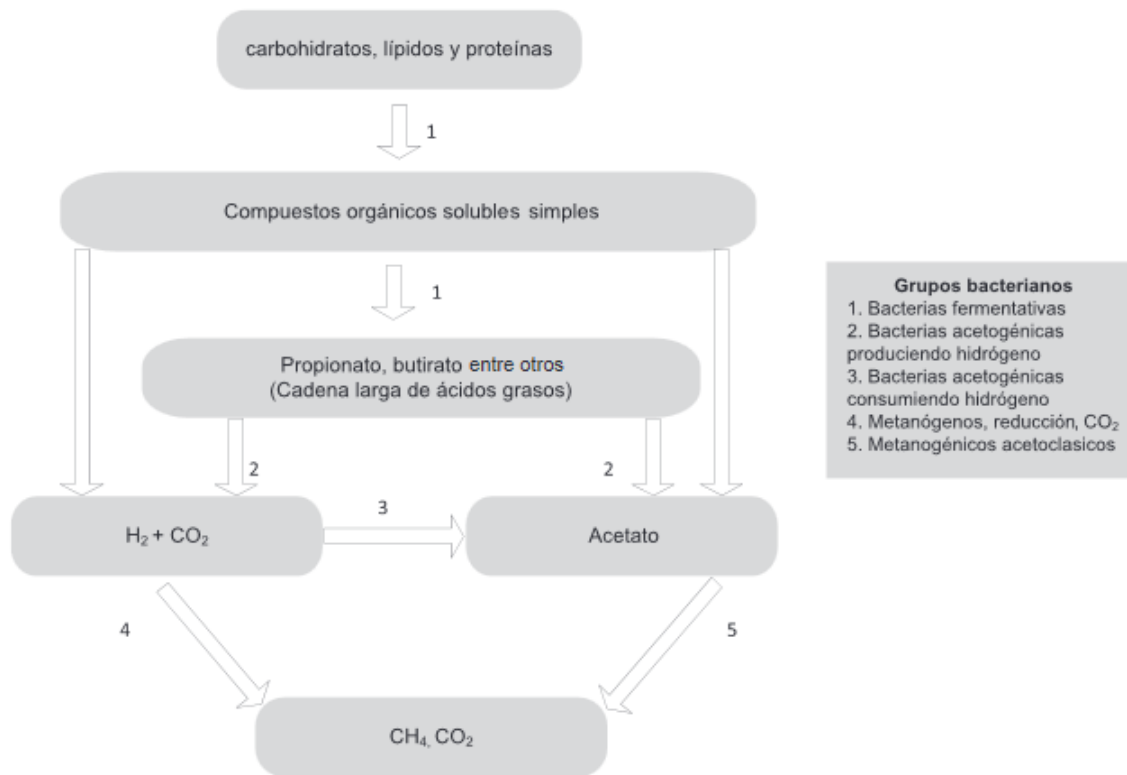 carbohidratos, lípidos y proteínas
1
Compuestos orgánicos solubles simples
1
Propionato, butirato entre otros
(Cadena larga de ácidos grasos)
2
2
H₂ + CO₂
3
Acetato
4
5
CH₄, CO₂
Grupos bacterianos
1. Bacterias fermentativas
2. Bacterias acetogénicas
produciendo hidrógeno
3. Bacterias acetogénicas
consumiendo hidrógeno
4. Metanógenos, reducción, CO₂
5. Metanogénicos acetoclasicos